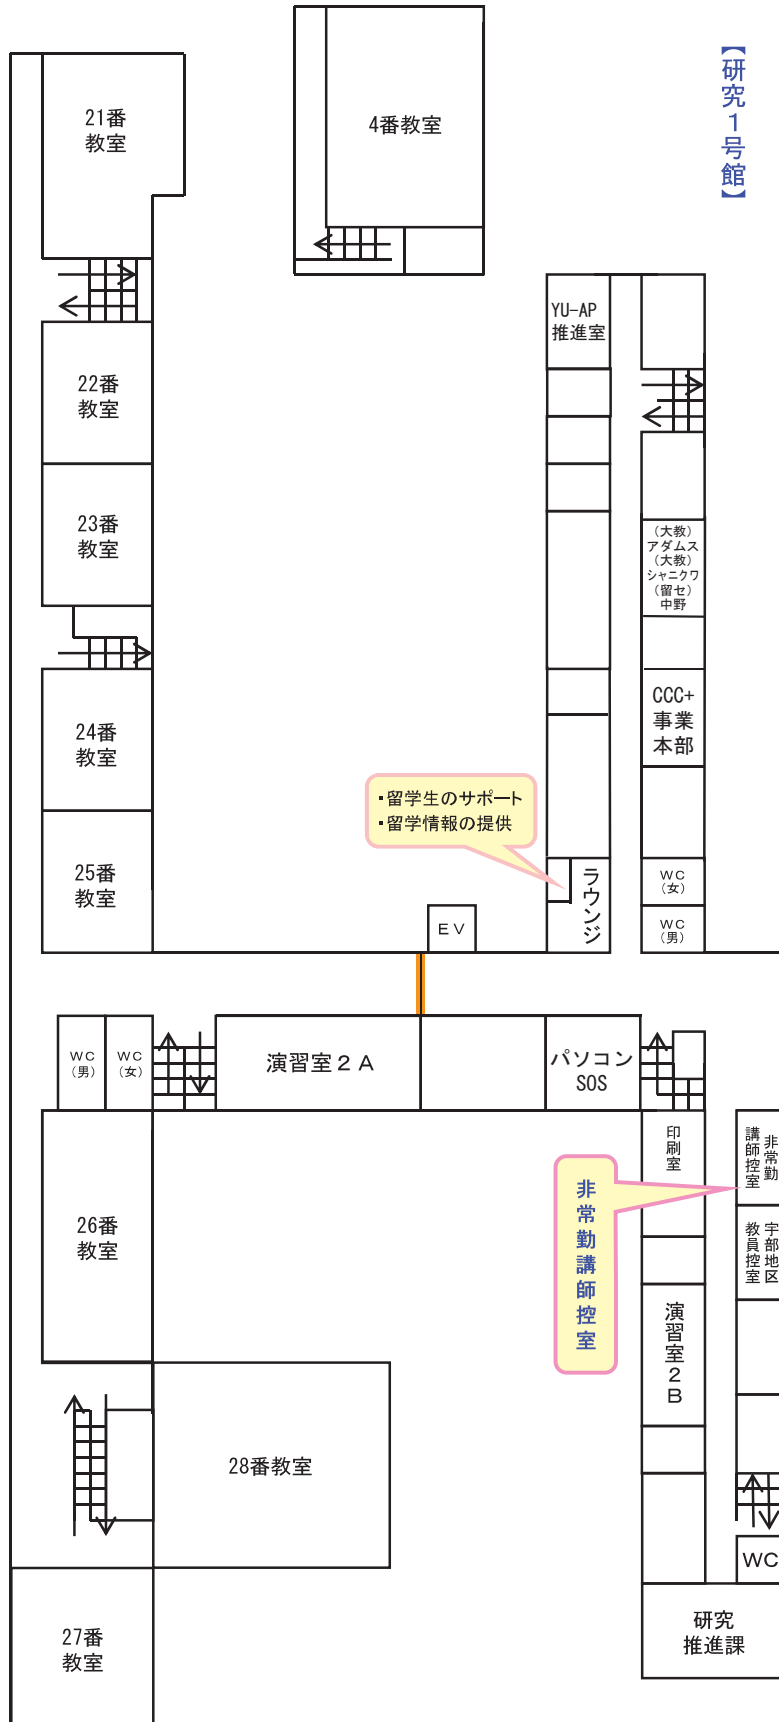 【研究1号館】
21番
教室
4番教室
YU-AP
推進室
22番
教室
23番
教室
(大教)
アダムス
(大教)
シャニクワ
(留セ)
中野
24番
教室
CCC+
事業
本部
・留学生のサポート
・留学情報の提供
25番
教室
EV
ラウンジ
WC
(女)
WC
(男)
WC
(男)
WC
(女)
演習室2A
パソコン
SOS
印刷室
非常勤
講師控室
非常勤講師控室
宇部地区
教員控室
26番
教室
演習室2B
28番教室
WC
27番
教室
研究
推進課